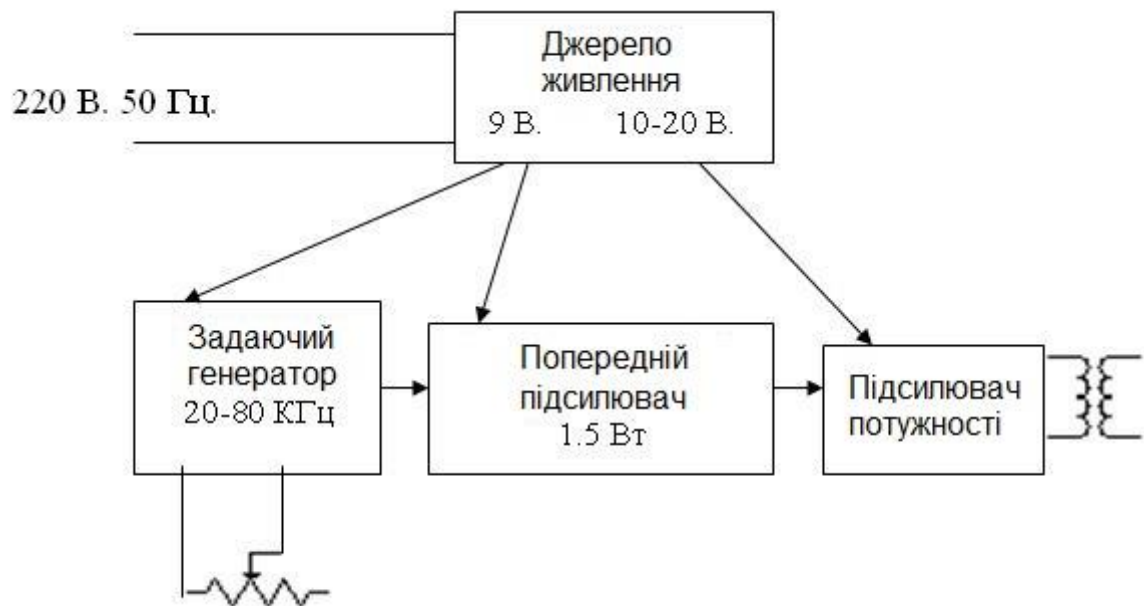 Джерело
живлення
220 В. 50 Гц.
9 В. 10-20 В.
Задаючий
генератор
20-80 КГц
Попередній
підсилювач
1.5 Вт
Підсилювач
потужності